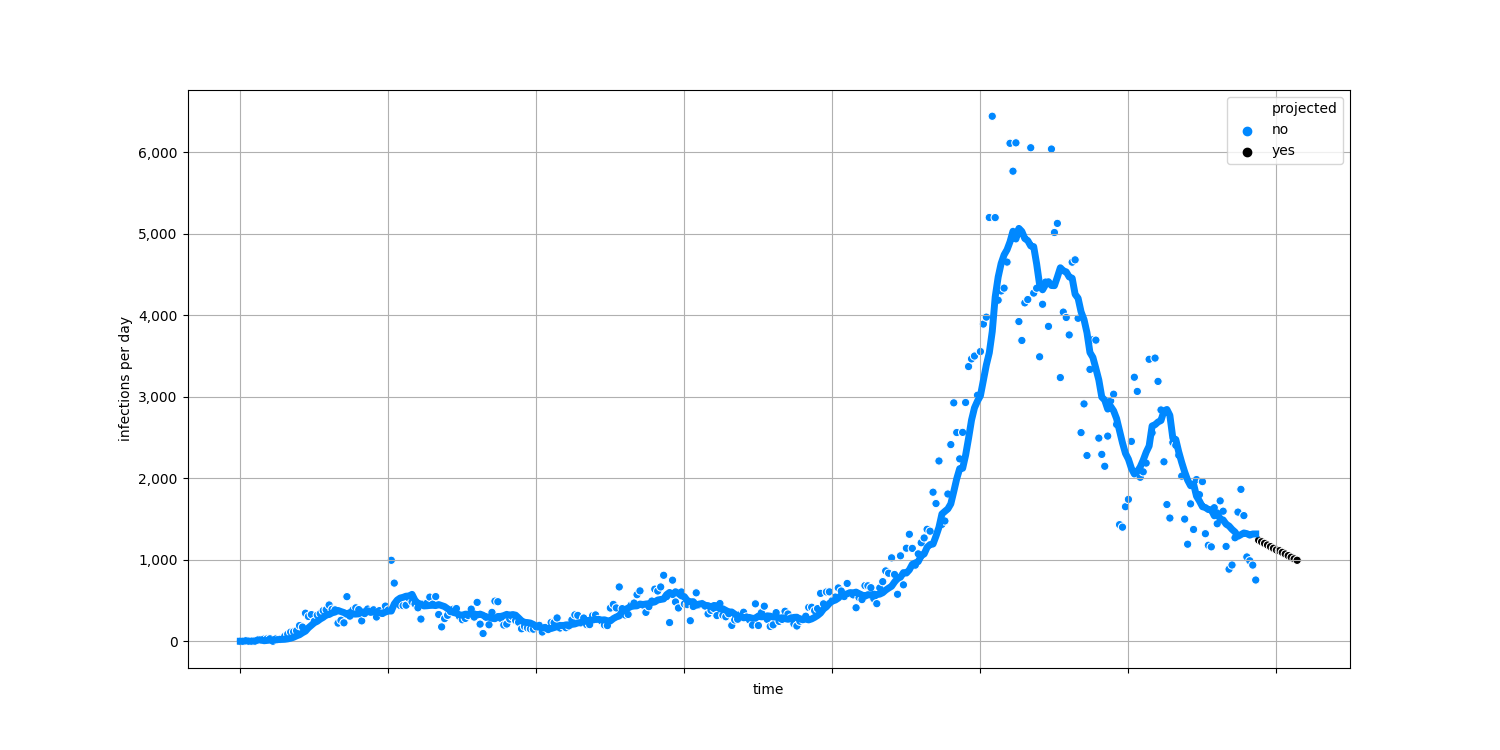 projected
no
yes
6,000
5,000
4,000
3,000
2,000
1,000
0
infections per day
time